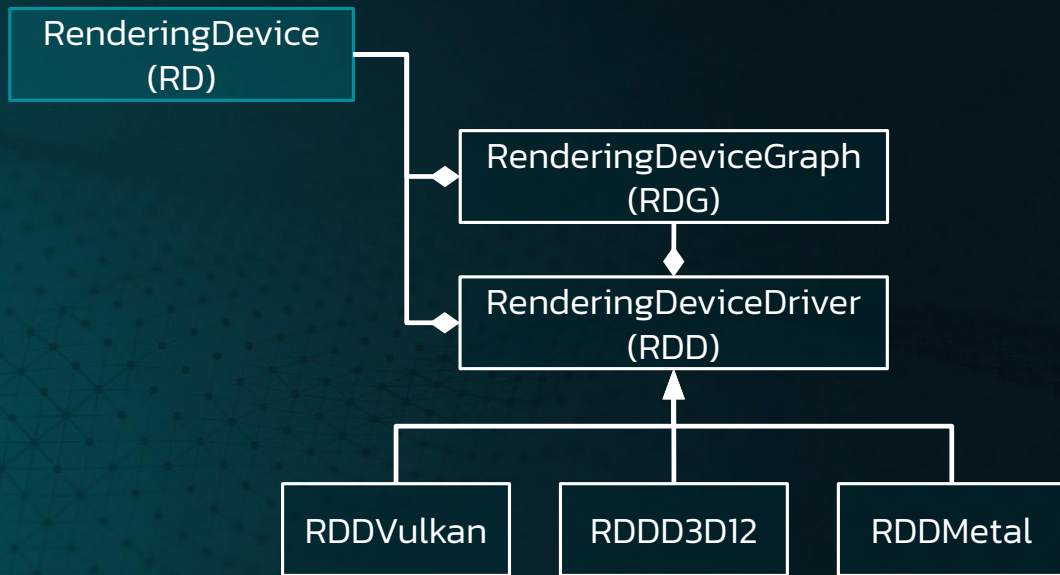 RenderingDevice
(RD)
RenderingDeviceGraph
(RDG)
RenderingDeviceDriver
(RDD)
RDDVulkan
RDDD3D12
RDDMetal